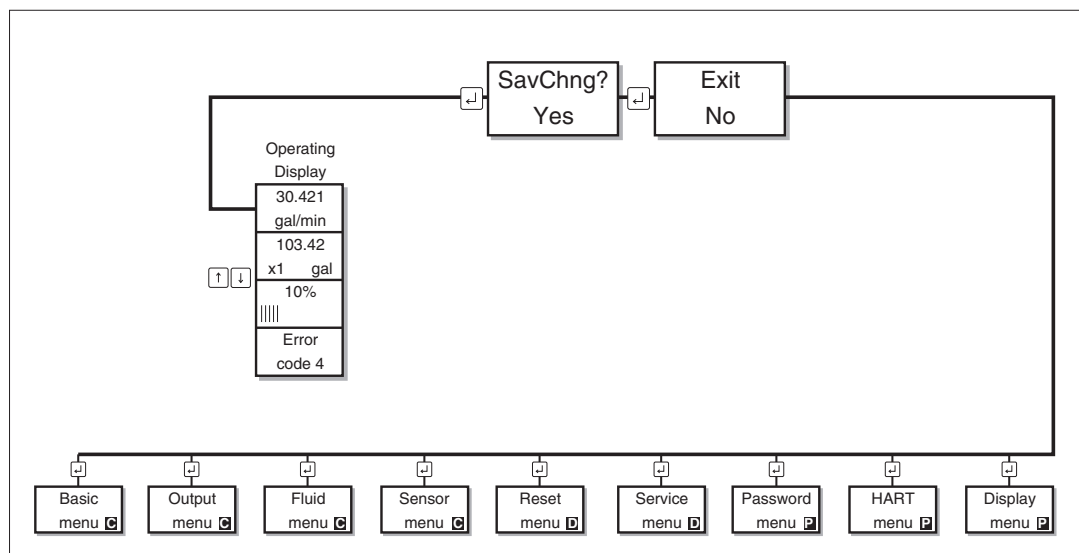 SavChng?
Yes
Exit
No
Operating
Display
30.421
gal/min
103.42
x1 gal
10%
Error
code 4
↵ ↵
↑ ↓
↵ ↵ ↵ ↵ ↵ ↵ ↵ ↵ ↵
Basic
menu C
Output
menu C
Fluid
menu C
Sensor
menu C
Reset
menu D
Service
menu D
Password
menu P
HART
menu P
Display
menu P